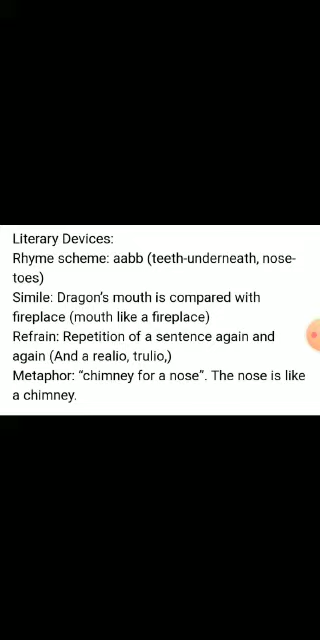 Literary Devices:
Rhyme scheme: aabb (teeth-underneath, nose-
toes)
Simile: Dragon's mouth is compared with
fireplace (mouth like a fireplace)
Refrain: Repetition of a sentence again and
again (And a realio, trulio,)
Metaphor: “chimney for a nose”. The nose is like
a chimney.